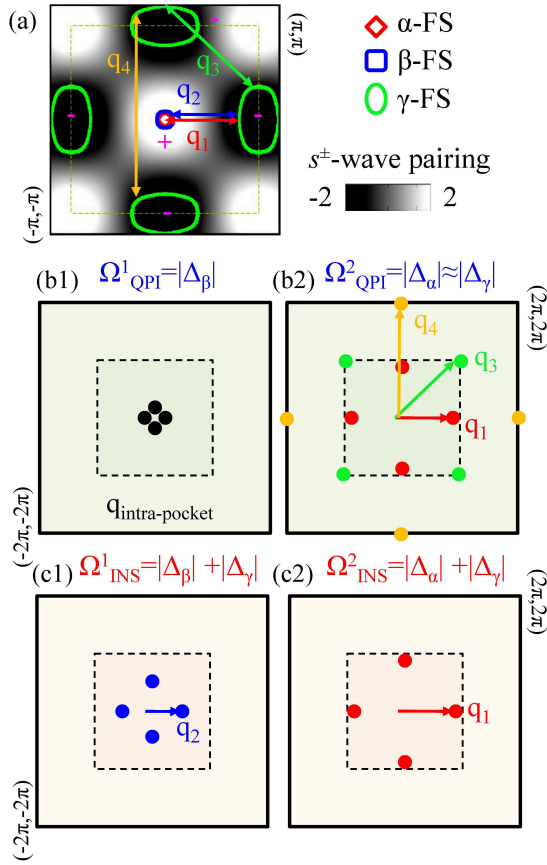 (a)
(π,π)
(-π,-π)
q4
q3
q2
q1
+
-
-
-
-
α-FS
β-FS
γ-FS
s±-wave pairing
-2 2
(b1) Ω¹QPI=|Δβ|
(b2) Ω²QPI=|Δα|≈|Δγ|
(2π,2π)
q4
q3
q1
qintra-pocket
(-2π,-2π)
(c1) Ω¹INS=|Δβ| +|Δγ|
(c2) Ω²INS=|Δα| +|Δγ|
(2π,2π)
q2
q1
(-2π,-2π)